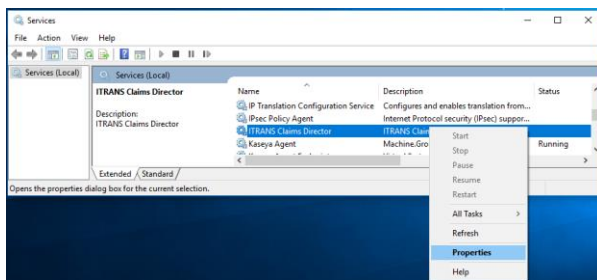 Services
File Action View Help
Services (Local)
Services (Local)
ITRANS Claims Director
Description:
ITRANS Claims Director
Name Description Status
IP Translation Configuration Service Configures and enables translation from...
IPsec Policy Agent Internet Protocol security (IPsec) suppor...
ITRANS Claims Director ITRANS Clai
Kaseya Agent Machine.Gro Running
Extended Standard
Opens the properties dialog box for the current selection.
Start
Stop
Pause
Resume
Restart
All Tasks
Refresh
Properties
Help